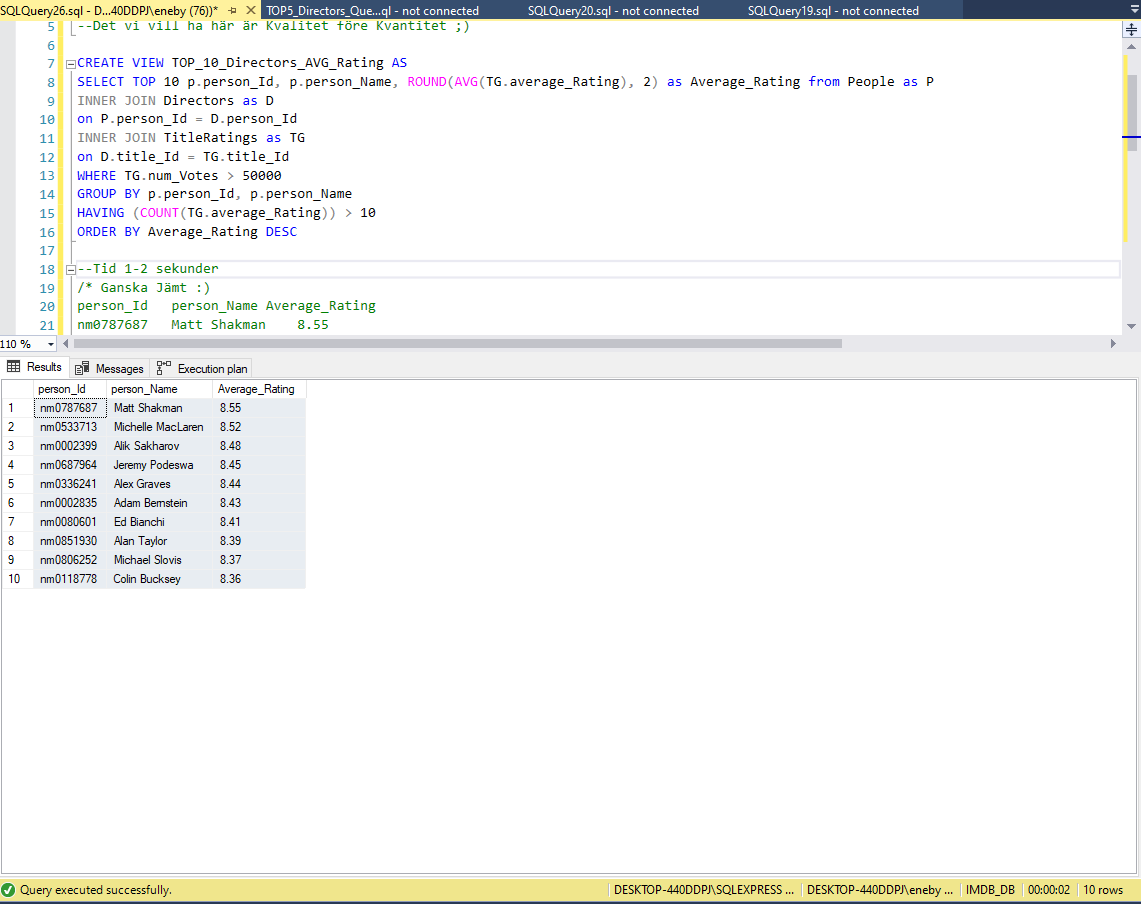 SQLQuery26.sql - D...40DDPJ\eneby (76))* TOP5_Directors_Que...ql - not connected SQLQuery20.sql - not connected SQLQuery19.sql - not connected
5 --Det vi vill ha här är Kvalitet före Kvantitet ;)
6
7 CREATE VIEW TOP_10_Directors_AVG_Rating AS
8 SELECT TOP 10 p.person_Id, p.person_Name, ROUND(AVG(TG.average_Rating), 2) as Average_Rating from People as P
9 INNER JOIN Directors as D
10 on P.person_Id = D.person_Id
11 INNER JOIN TitleRatings as TG
12 on D.title_Id = TG.title_Id
13 WHERE TG.num_Votes > 50000
14 GROUP BY p.person_Id, p.person_Name
15 HAVING (COUNT(TG.average_Rating)) > 10
16 ORDER BY Average_Rating DESC
17
18 --Tid 1-2 sekunder
19 /* Ganska Jämt :)
20 person_Id person_Name Average_Rating
21 nm0787687 Matt Shakman 8.55
110 %
Results Messages Execution plan
person_Id person_Name Average_Rating
1 nm0787687 Matt Shakman 8.55
2 nm0533713 Michelle MacLaren 8.52
3 nm0002399 Alik Sakharov 8.48
4 nm0687964 Jeremy Podeswa 8.45
5 nm0336241 Alex Graves 8.44
6 nm0002835 Adam Bernstein 8.43
7 nm0080601 Ed Bianchi 8.41
8 nm0851930 Alan Taylor 8.39
9 nm0806252 Michael Slovis 8.37
10 nm0118778 Colin Bucksey 8.36
Query executed successfully. DESKTOP-440DDPJ\SQLEXPRESS ... DESKTOP-440DDPJ\eneby ... IMDB_DB 00:00:02 10 rows